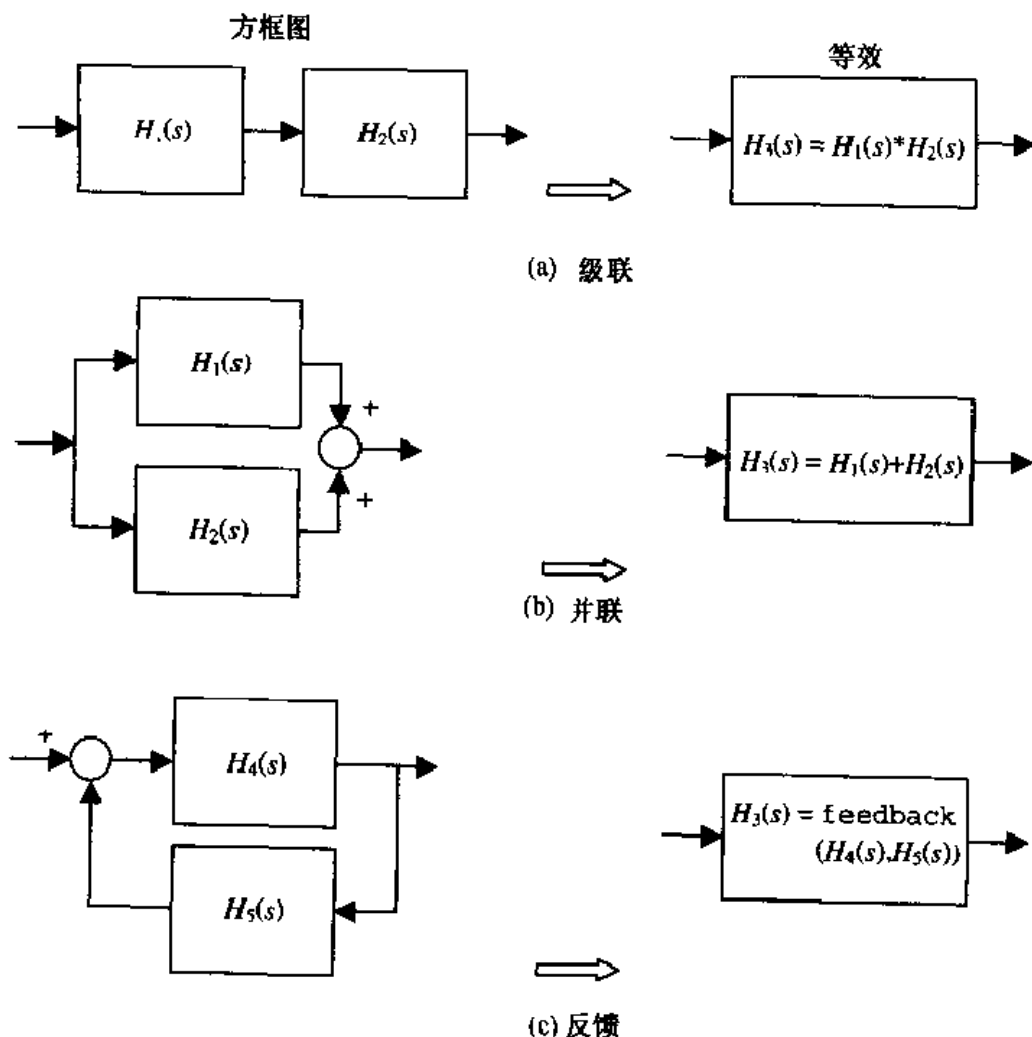 方框图
等效
H.(s)
H2(s)
H3(s) = H1(s)*H2(s)
(a) 级联
H1(s)
+
+
H2(s)
H3(s) = H1(s)+H2(s)
(b) 并联
+
H4(s)
H5(s)
H3(s) = feedback
(H4(s),H5(s))
(c) 反馈